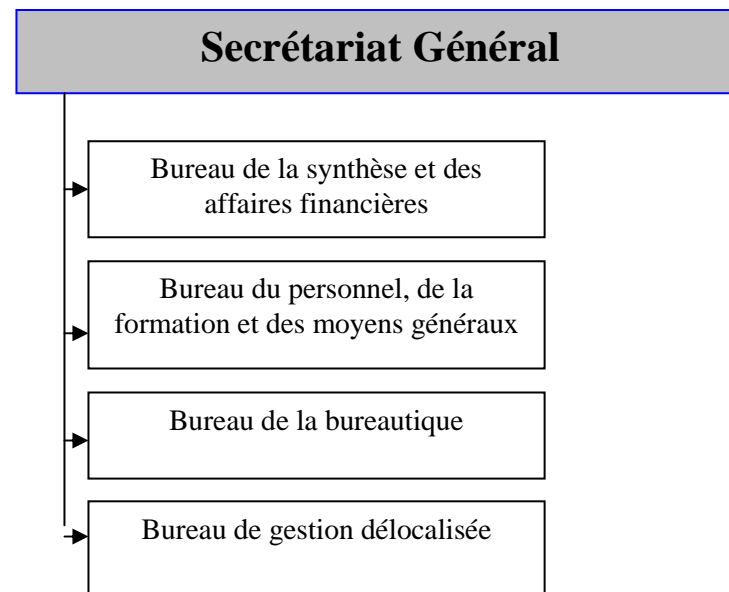 Secrétariat Général
Bureau de la synthèse et des
affaires financières
Bureau du personnel, de la
formation et des moyens généraux
Bureau de la bureautique
Bureau de gestion délocalisée